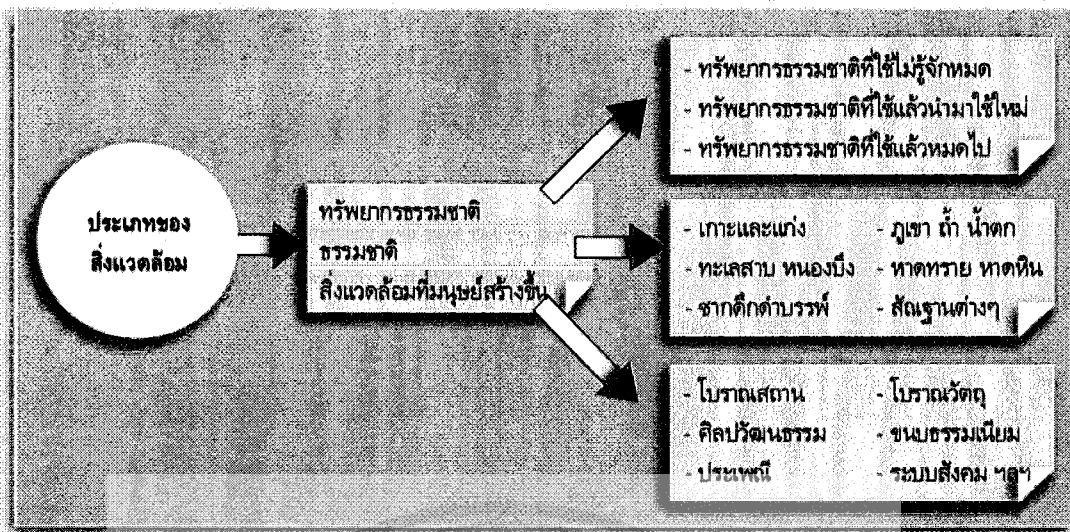 ประเภทของ
สิ่งแวดล้อม
ทรัพยากรธรรมชาติ
ธรรมชาติ
สิ่งแวดล้อมที่มนุษย์สร้างขึ้น
- ทรัพยากรธรรมชาติที่ใช้ไม่รู้จักหมด
- ทรัพยากรธรรมชาติที่ใช้แล้วนำมาใช้ใหม่
- ทรัพยากรธรรมชาติที่ใช้แล้วหมดไป
- เกาะและแก่ง - ภูเขา ถ้ำ น้ำตก
- ทะเลสาบ หนองบึง - หาดทราย หาดหิน
- ซากดึกดำบรรพ์ - สัณฐานต่างๆ
- โบราณสถาน - โบราณวัตถุ
- ศิลปวัฒนธรรม - ขนบธรรมเนียม
- ประเพณี - ระบบสังคม ฯลฯ